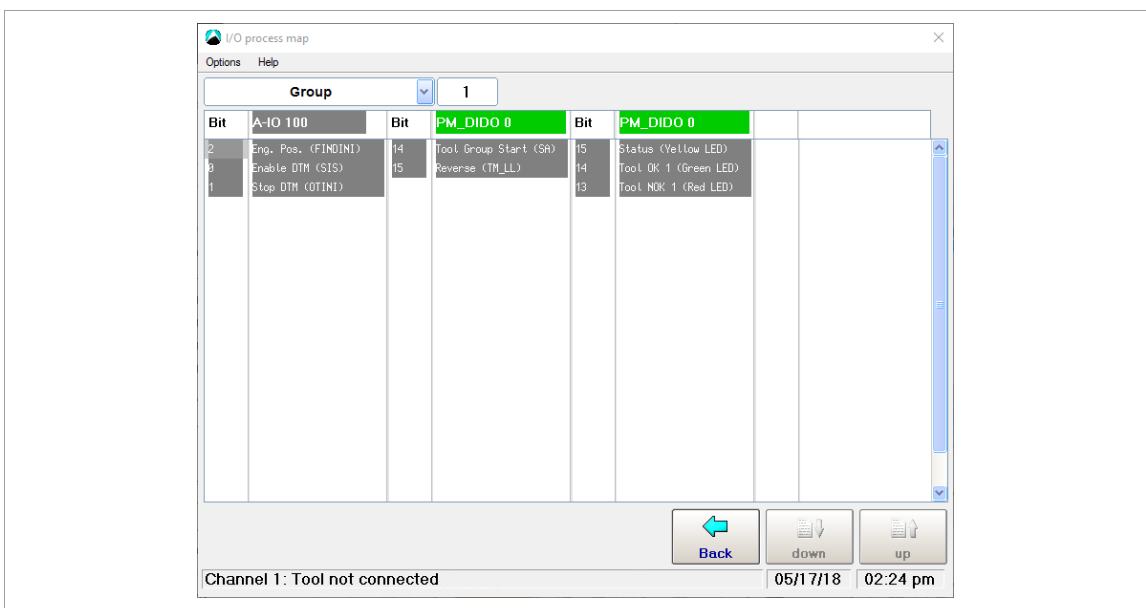 I/O process map
Options Help
Group 1
Bit A-IO 100 Bit PM_DIDO 0 Bit PM_DIDO 0
2 Eng. Pos. (FINDINI) 14 Tool Group Start (SA) 15 Status (Yellow LED)
0 Enable DTM (SIS) 15 Reverse (TM_LL) 14 Tool OK 1 (Green LED)
1 Stop DTM (OTINI) 13 Tool NOK 1 (Red LED)
Back down up
Channel 1: Tool not connected 05/17/18 02:24 pm